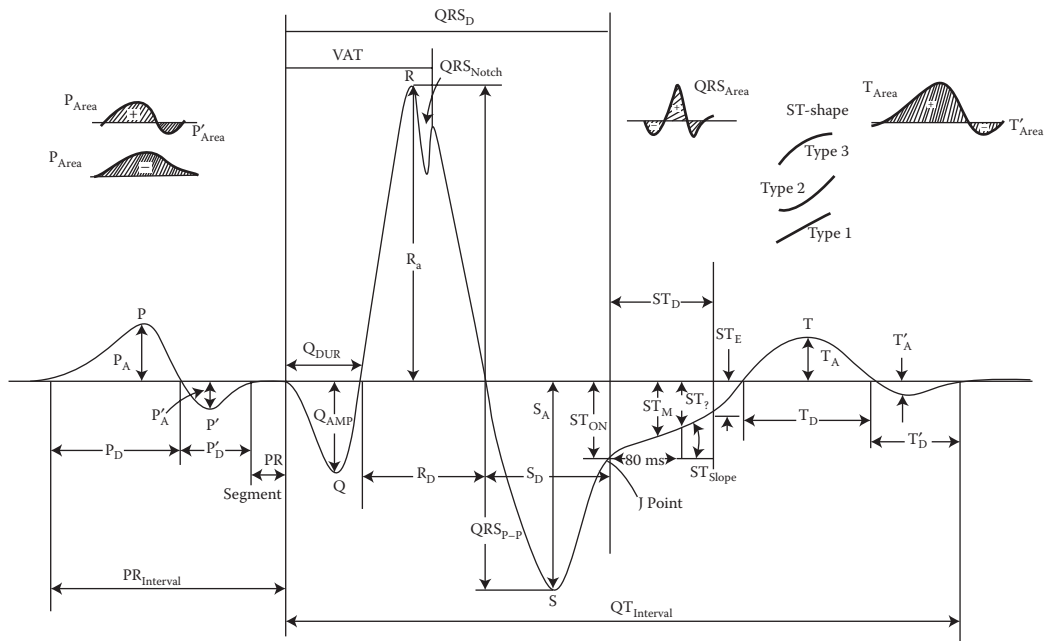 QRS_D
VAT
R
QRS_Notch
P_Area
+
P′_Area
P_Area
−
QRS_Area
−
+
−
T_Area
+
−
T′_Area
ST-shape
Type 3
Type 2
Type 1
R_a
ST_D
P
P_A
P′_A
P′
Q_DUR
Q_AMP
Q
S_A
ST_ON
ST_M
ST_?
ST_E
T
T_A
T′_A
P_D
P′_D
PR
Segment
R_D
S_D
80 ms
ST_Slope
T_D
T′_D
J Point
QRS_P–P
S
PR_Interval
QT_Interval